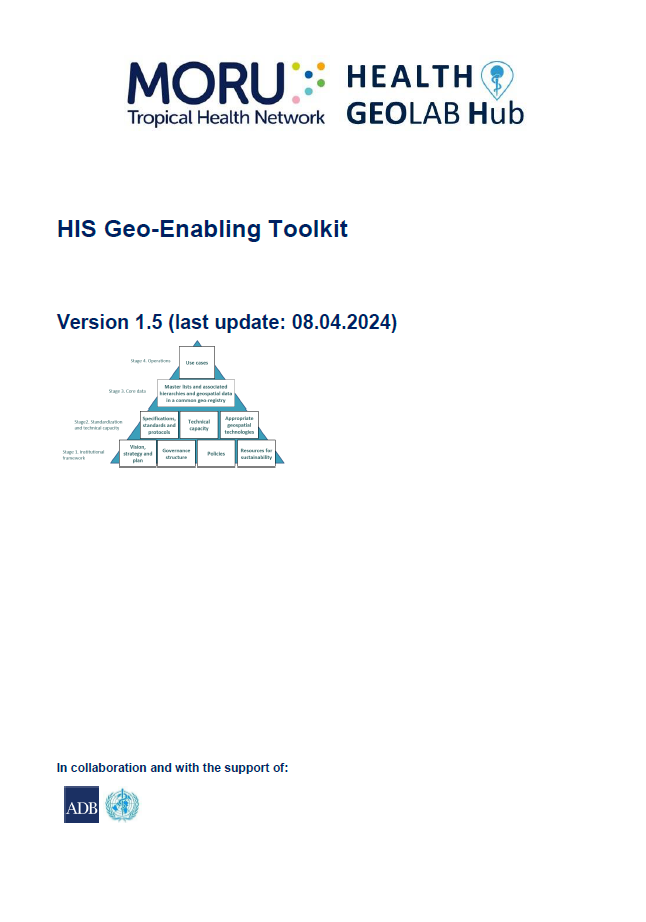 MORU
Tropical Health Network
HEALTH
GEOLAB Hub
HIS Geo-Enabling Toolkit
Version 1.5 (last update: 08.04.2024)
Stage 4. Operations
Use cases
Stage 3. Core data
Master lists and associated
hierarchies and geospatial data
in a common geo-registry
Stage2. Standardization
and technical capacity
Specifications,
standards and
protocols
Technical
capacity
Appropriate
geospatial
technologies
Stage 1. Institutional
framework
Vision,
strategy and
plan
Governance
structure
Policies
Resources for
sustainability
In collaboration and with the support of:
ADB